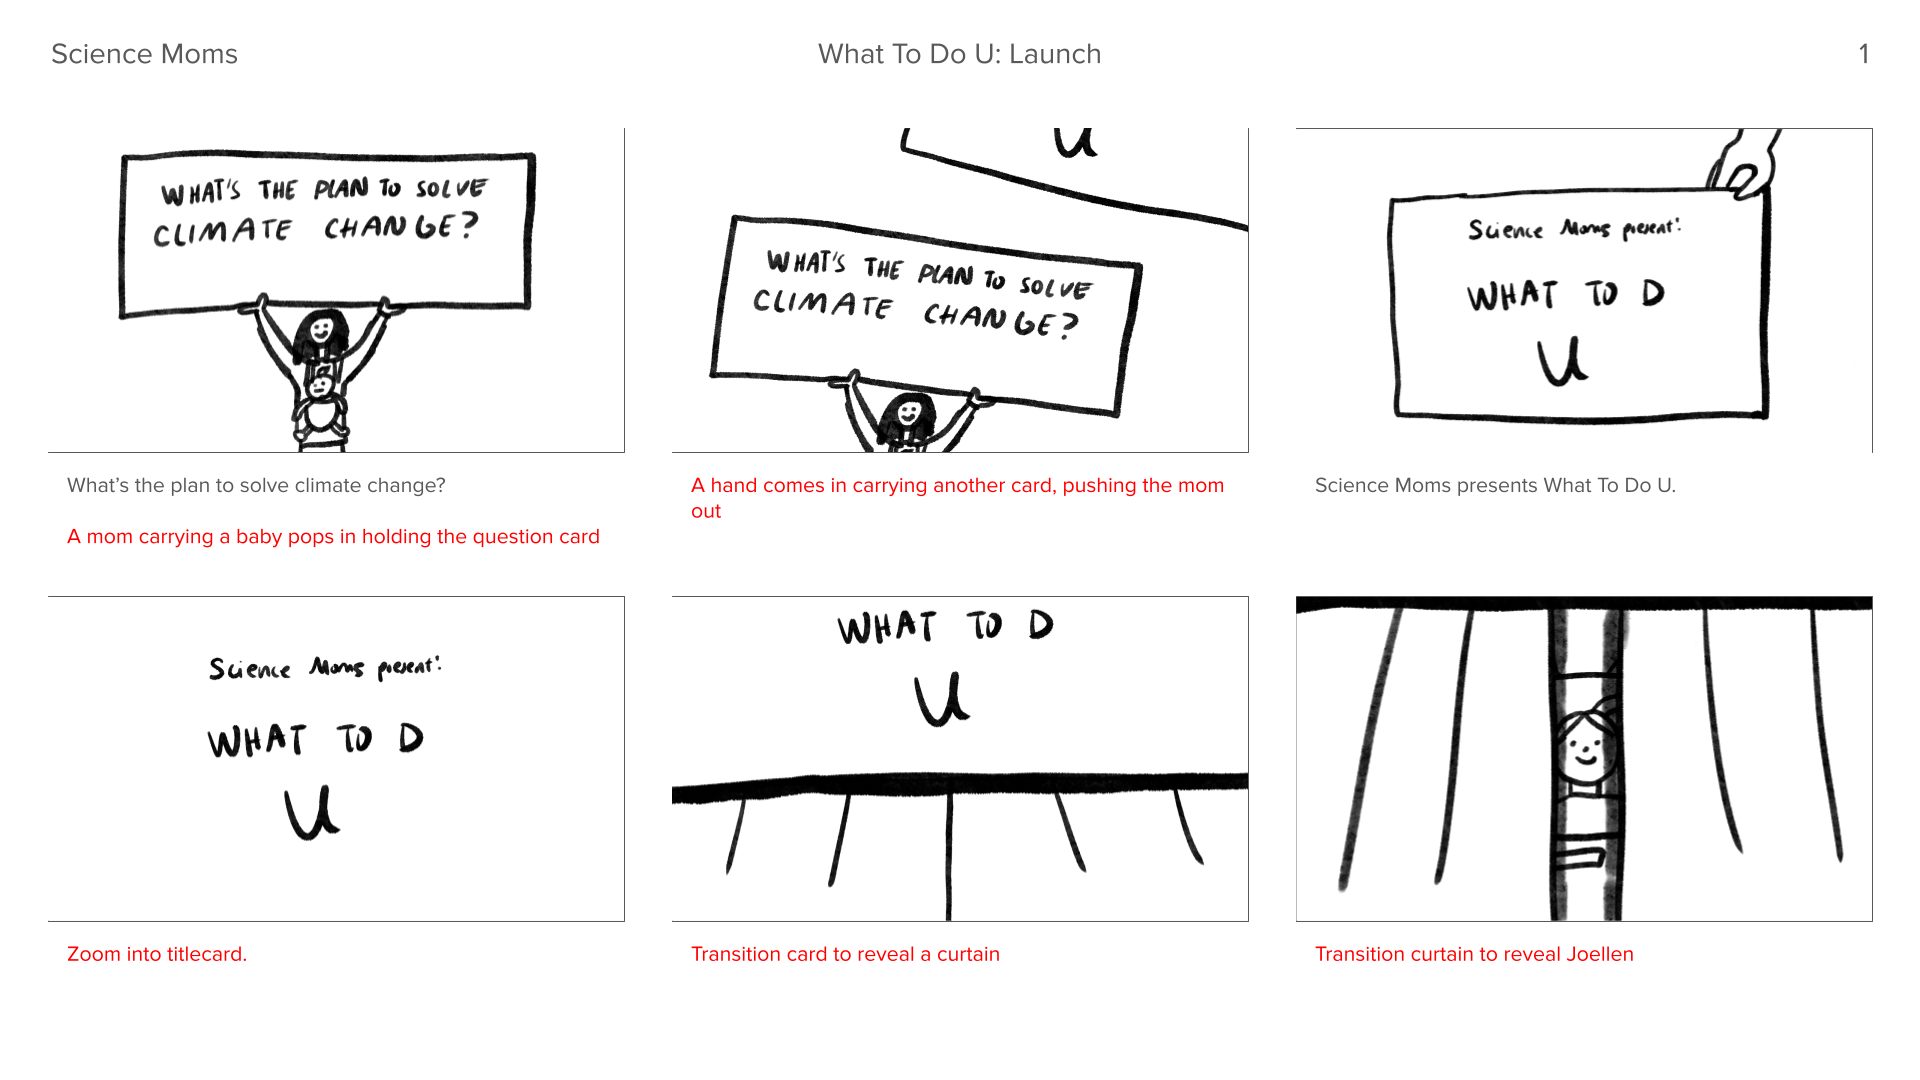 Science Moms
What To Do U: Launch
1
WHAT'S THE PLAN TO SOLVE
CLIMATE CHANGE?
What's the plan to solve climate change?
A mom carrying a baby pops in holding the question card
U
WHAT'S THE PLAN TO SOLVE
CLIMATE CHANGE?
A hand comes in carrying another card, pushing the mom
out
Science Moms present:
WHAT TO D
U
Science Moms presents What To Do U.
Science Moms present:
WHAT TO D
U
Zoom into titlecard.
WHAT TO D
U
Transition card to reveal a curtain
Transition curtain to reveal Joellen